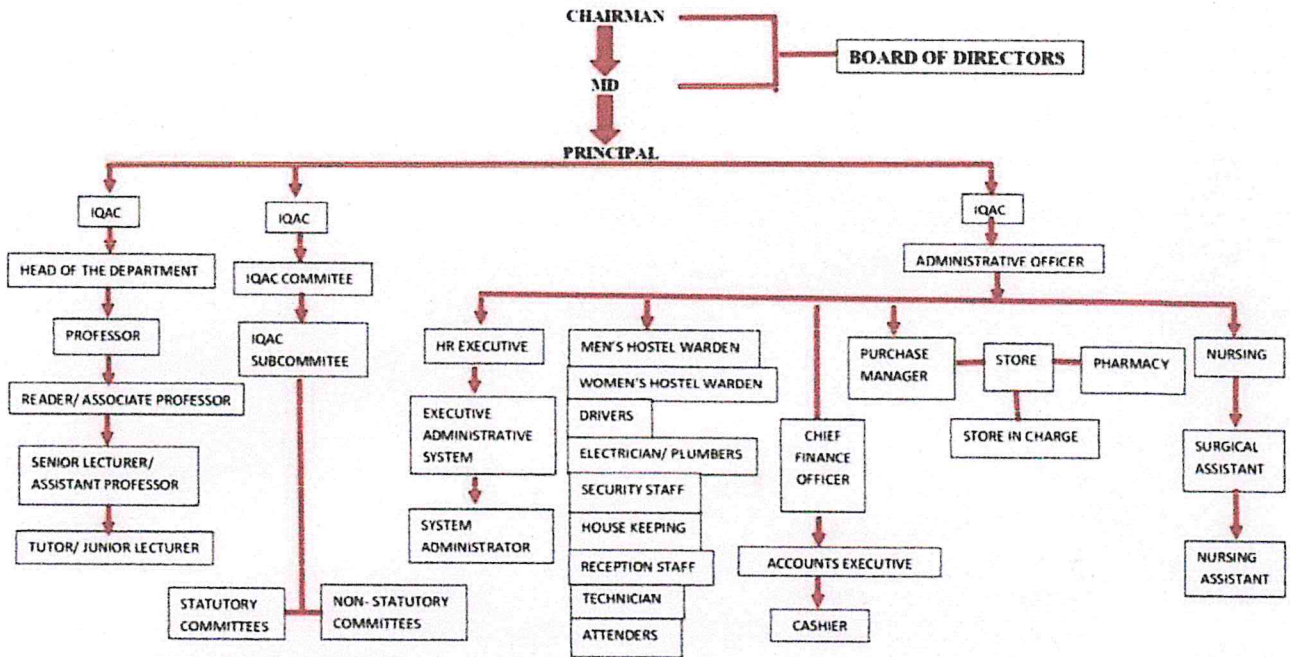 CHAIRMAN
BOARD OF DIRECTORS
MD
PRINCIPAL
IQAC
IQAC
IQAC
HEAD OF THE DEPARTMENT
IQAC COMMITEE
ADMINISTRATIVE OFFICER
PROFESSOR
IQAC
SUBCOMMITEE
READER/ ASSOCIATE PROFESSOR
SENIOR LECTURER/
ASSISTANT PROFESSOR
TUTOR/ JUNIOR LECTURER
STATUTORY
COMMITTEES
NON- STATUTORY
COMMITTEES
HR EXECUTIVE
EXECUTIVE
ADMINISTRATIVE
SYSTEM
SYSTEM
ADMINISTRATOR
MEN'S HOSTEL WARDEN
WOMEN'S HOSTEL WARDEN
DRIVERS
ELECTRICIAN/ PLUMBERS
SECURITY STAFF
HOUSE KEEPING
RECEPTION STAFF
TECHNICIAN
ATTENDERS
CHIEF
FINANCE
OFFICER
ACCOUNTS EXECUTIVE
CASHIER
PURCHASE
MANAGER
STORE
PHARMACY
STORE IN CHARGE
NURSING
SURGICAL
ASSISTANT
NURSING
ASSISTANT